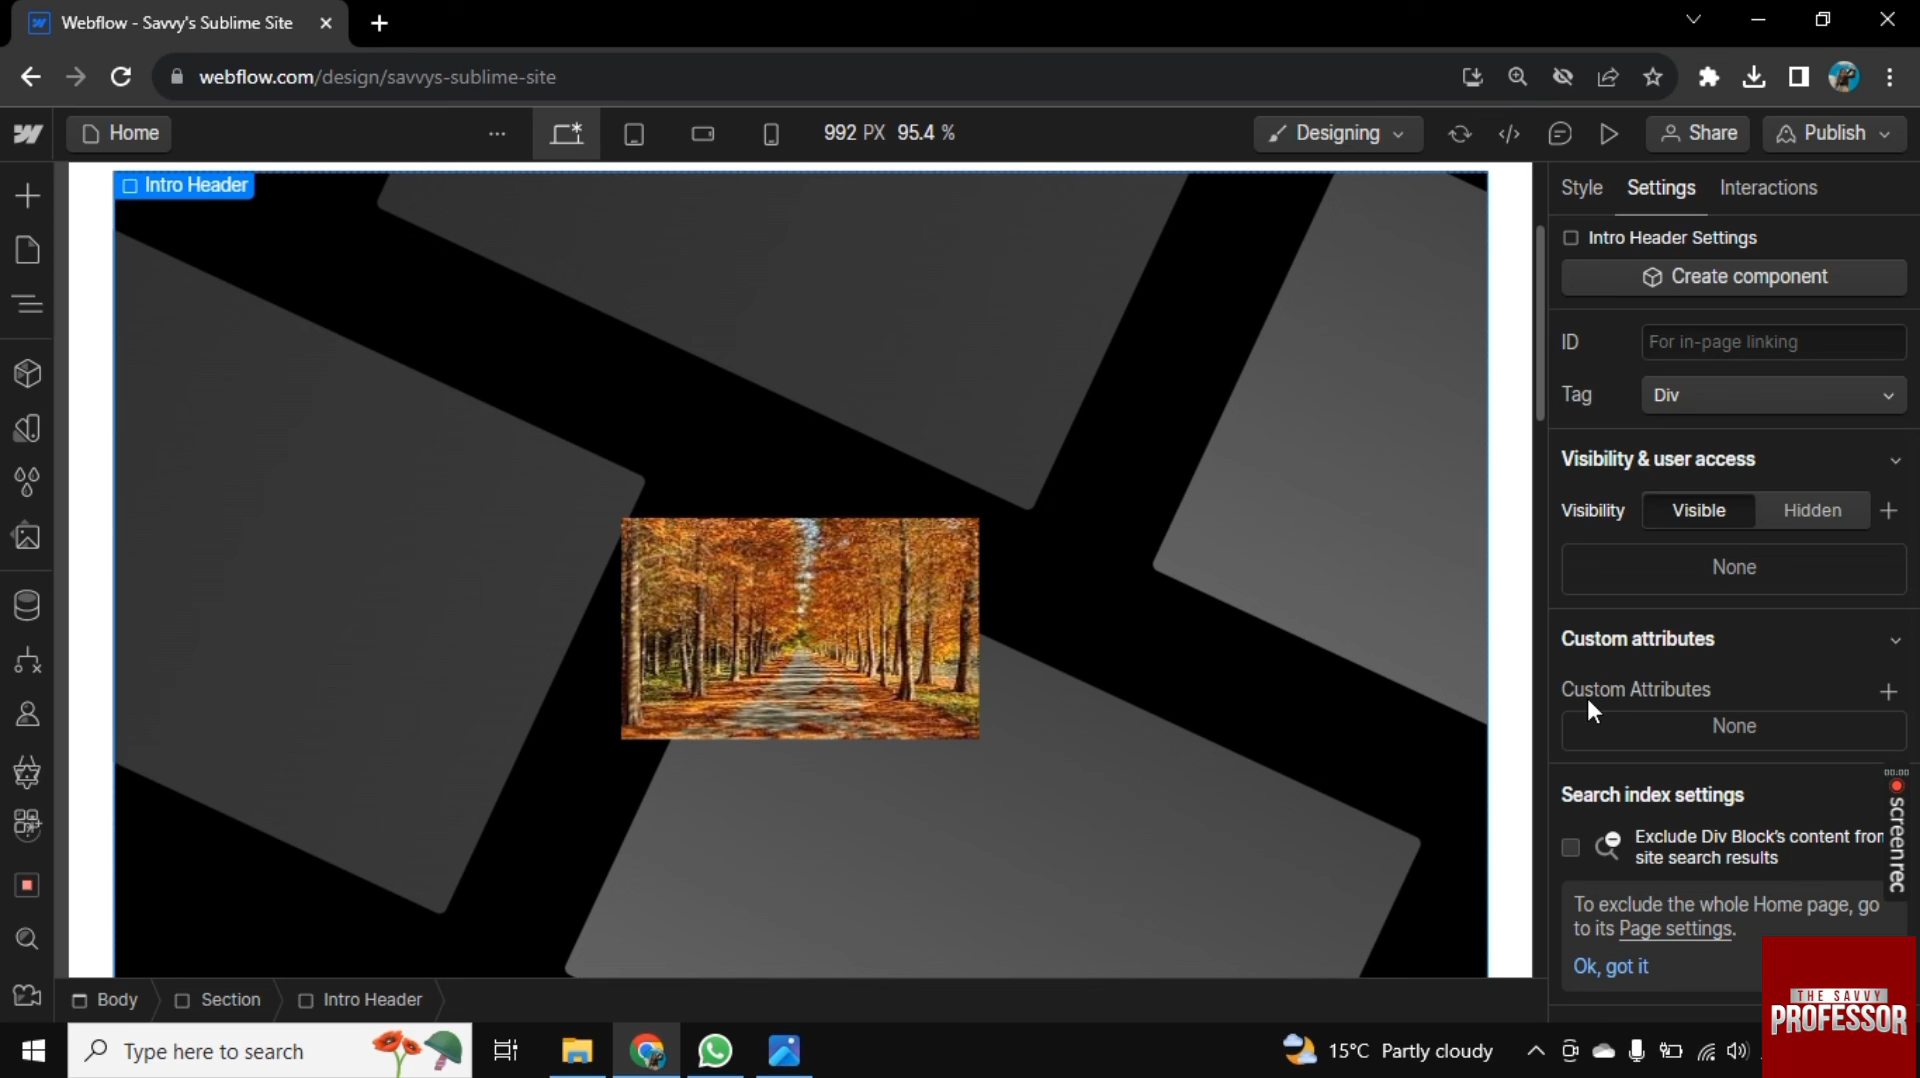 Webflow - Savvy's Sublime Site
webflow.com/design/savvys-sublime-site
Home
992 PX 95.4 %
Designing
Share
Publish
Intro Header
Style Settings Interactions
Intro Header Settings
Create component
ID For in-page linking
Tag Div
Visibility & user access
Visibility Visible Hidden
None
Custom attributes
Custom Attributes
None
00:00
screenrec
Search index settings
Exclude Div Block's content from
site search results
To exclude the whole Home page, go
to its Page settings.
Ok, got it
Body Section Intro Header
THE SAVVY
PROFESSOR
Type here to search
15°C Partly cloudy